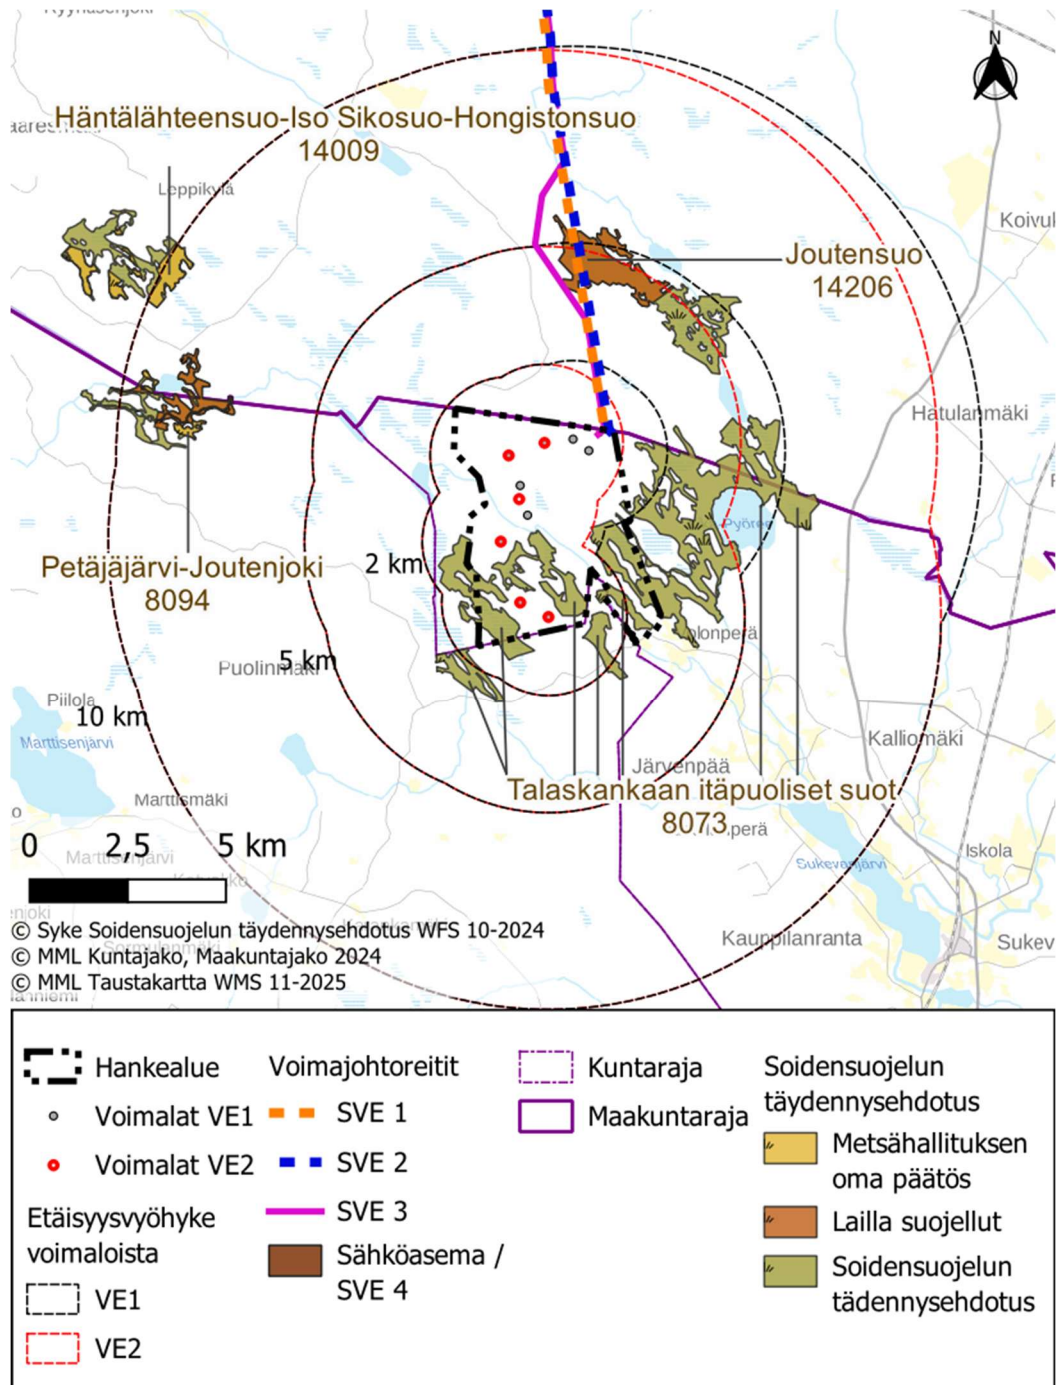 N
Häntälähteensuo-Iso Sikosuo-Hongistonsuo
14009
Leppikylä
Koivul
Joutensuo
14206
Hatulanmäki
Pyöree
Petäjäjärvi-Joutenjoki
8094
2 km
5 km
Puolinmäki
10 km
Piilola
Marttisenjärvi
Kalliomäki
Järvenpää
Talaskankaan itäpuoliset suot
8073
Marttismäki
0 2,5 5 km
Marttisenjärvi
Sukevanjärvi
Iskola
Kauppilanranta
Sukev
Sormulanmäki
© Syke Soidensuojelun täydennysehdotus WFS 10-2024
© MML Kuntajako, Maakuntajako 2024
© MML Taustakartta WMS 11-2025
Hankealue
Voimalat VE1
Voimalat VE2
Etäisyysvyöhyke
voimaloista
VE1
VE2
Voimajohtoreitit
SVE 1
SVE 2
SVE 3
Sähköasema /
SVE 4
Kuntaraja
Maakuntaraja
Soidensuojelun
täydennysehdotus
Metsähallituksen
oma päätös
Lailla suojellut
Soidensuojelun
tädennysehdotus